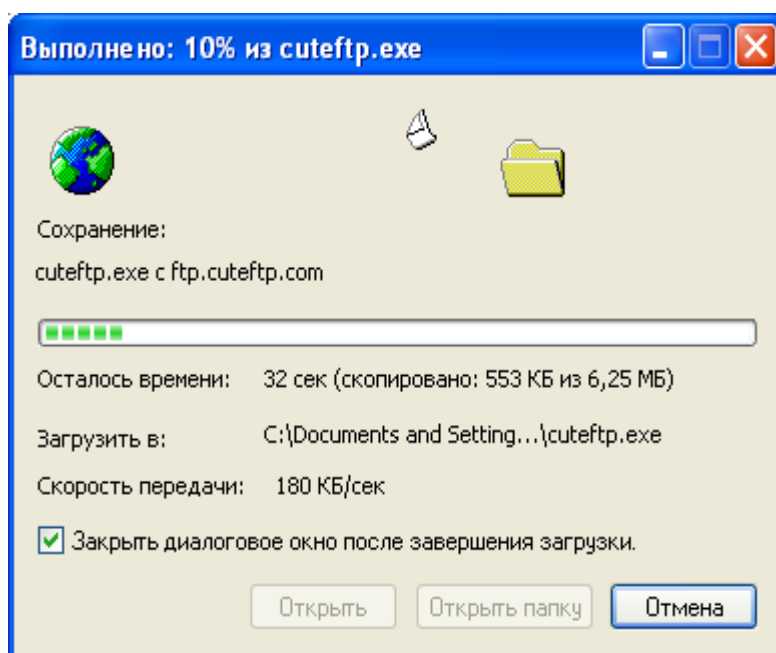 Выполнено: 10% из cuteftp.exe
Сохранение:
cuteftp.exe с ftp.cuteftp.com
Осталось времени: 32 сек (скопировано: 553 КБ из 6,25 МБ)
Загрузить в: C:\Documents and Setting...\cuteftp.exe
Скорость передачи: 180 КБ/сек
Закрыть диалоговое окно после завершения загрузки.
Открыть Открыть папку Отмена